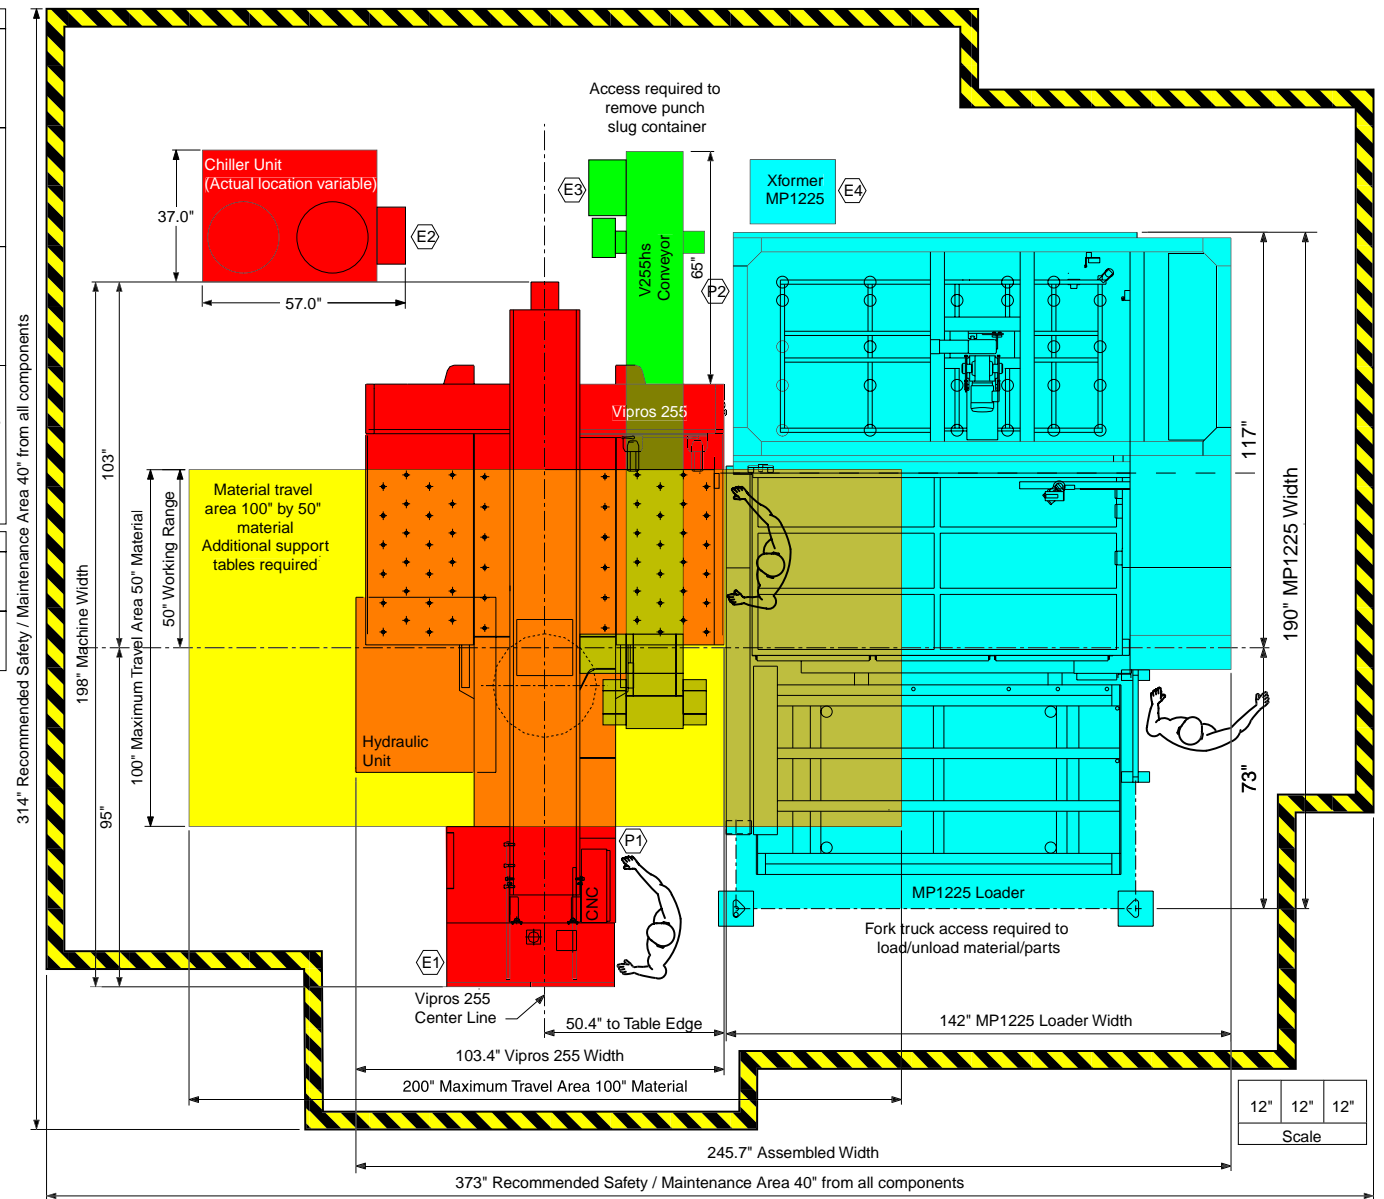 Access required to
remove punch
slug container
Chiller Unit
(Actual location variable)
37.0"
57.0"
E2
E3
V255hs
Conveyor
65"
P2
Xformer
MP1225
E4
Vipros 255
Material travel
area 100" by 50"
material
Additional support
tables required
Hydraulic
Unit
314" Recommended Safety / Maintenance Area 40" from all components
198" Machine Width
103"
95"
100" Maximum Travel Area 50" Material
50" Working Range
117"
190" MP1225 Width
73"
P1
CNC
E1
MP1225 Loader
Fork truck access required to
load/unload material/parts
Vipros 255
Center Line
50.4" to Table Edge
142" MP1225 Loader Width
103.4" Vipros 255 Width
200" Maximum Travel Area 100" Material
12" 12" 12"
Scale
245.7" Assembled Width
373" Recommended Safety / Maintenance Area 40" from all components